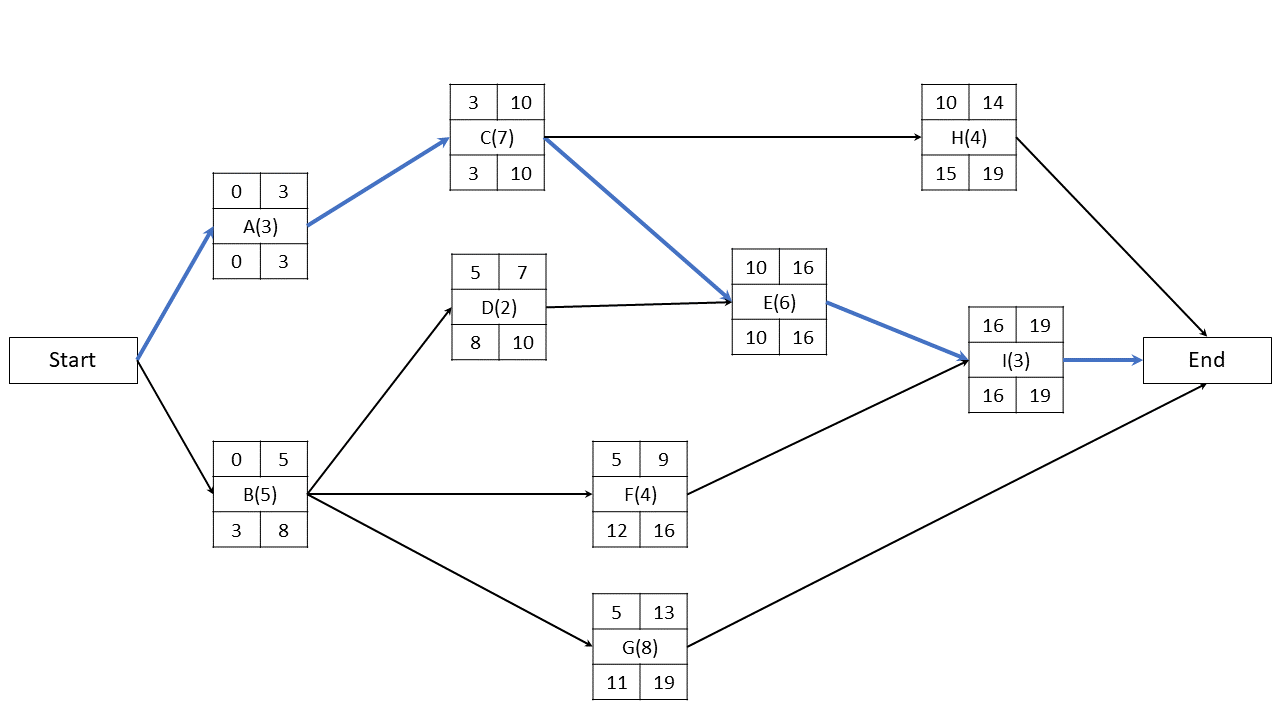 3 10
C(7)
3 10
10 14
H(4)
15 19
0 3
A(3)
0 3
5 7
D(2)
8 10
10 16
E(6)
10 16
16 19
I(3)
16 19
Start
End
0 5
B(5)
3 8
5 9
F(4)
12 16
5 13
G(8)
11 19